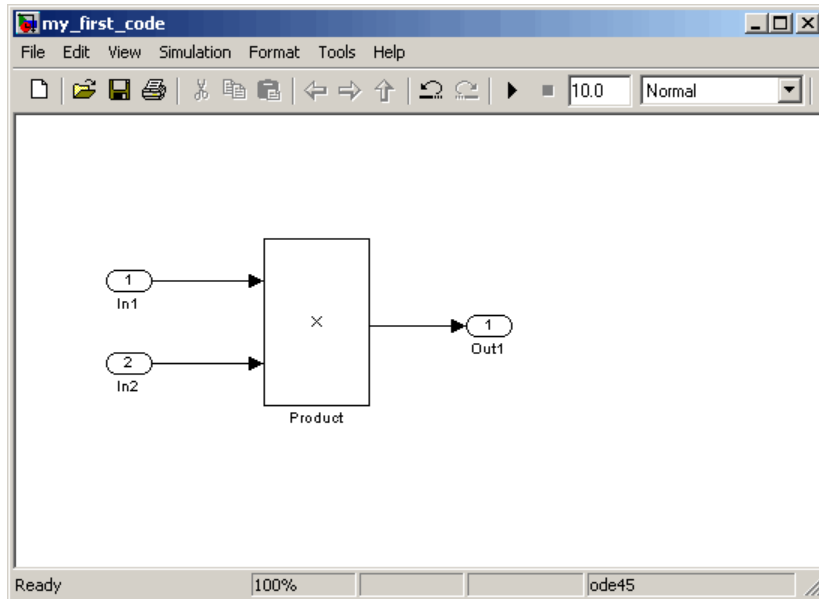 my_first_code
File Edit View Simulation Format Tools Help
10.0 Normal
1
In1
×
1
Out1
2
In2
Product
Ready 100% ode45